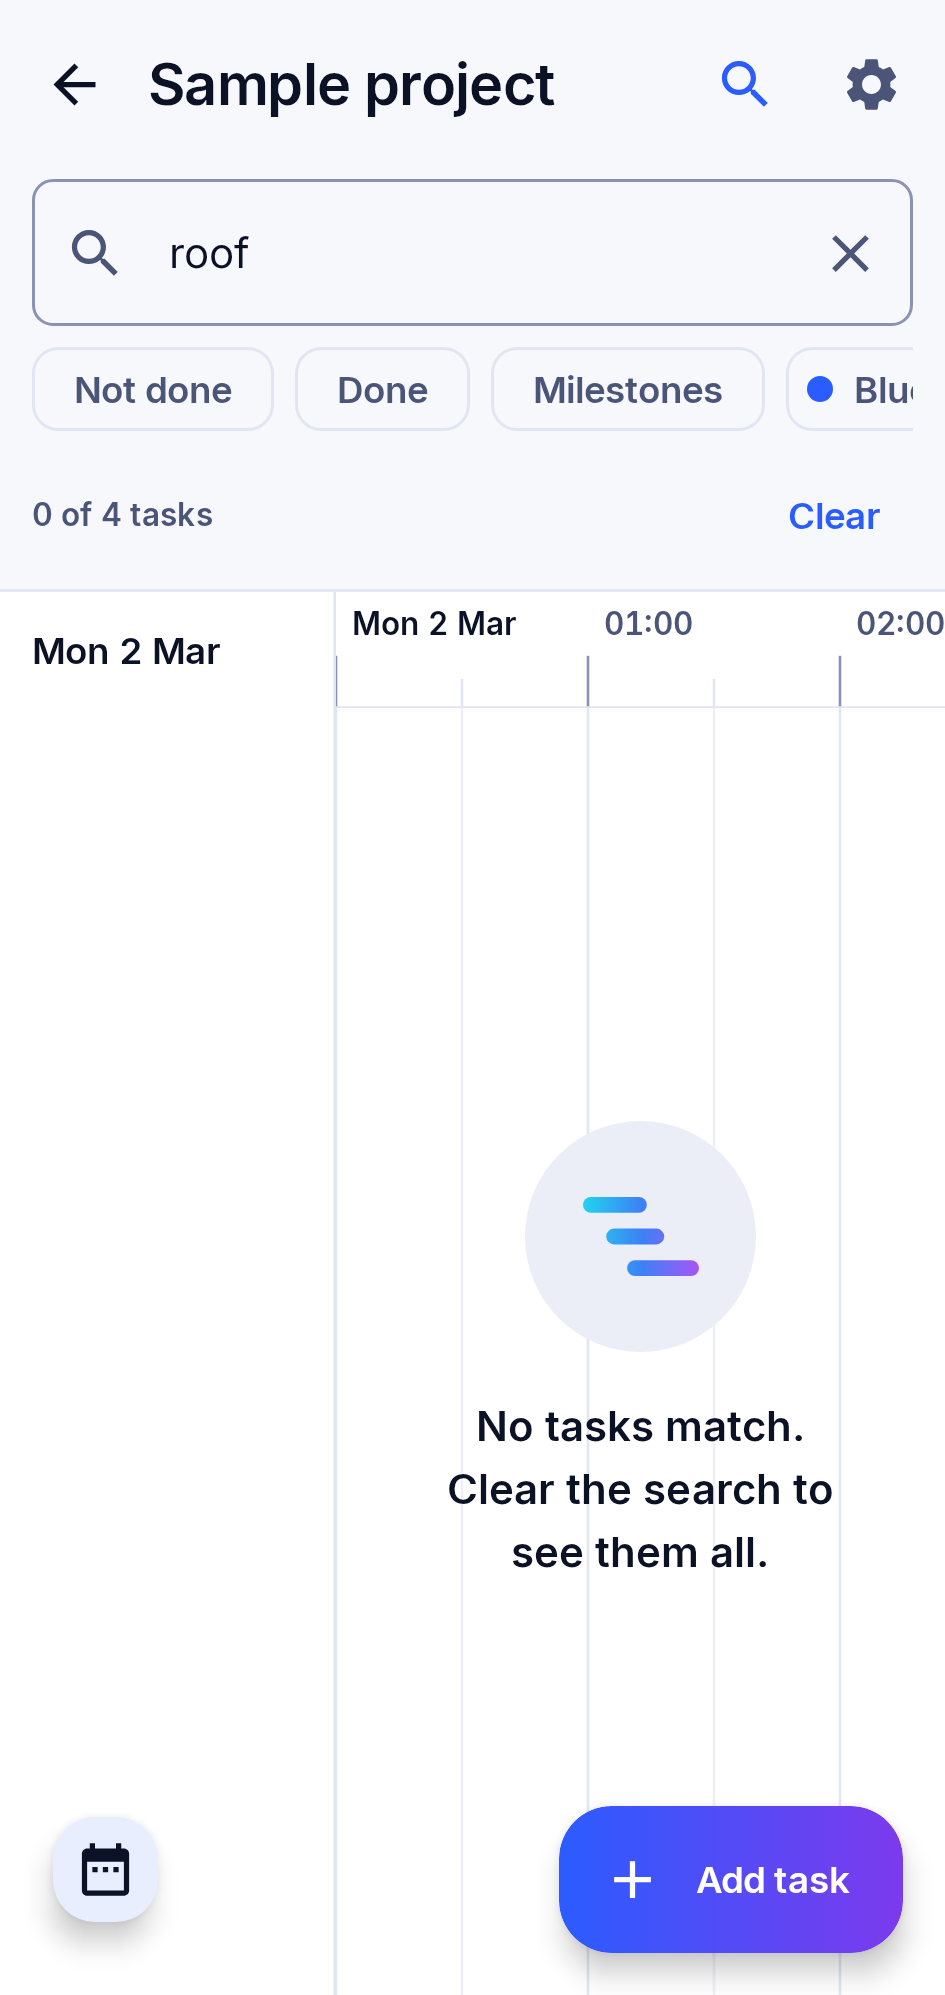 Sample project
roof
Not done
Done
Milestones
Blue
0 of 4 tasks
Clear
Mon 2 Mar
Mon 2 Mar
01:00
02:00
No tasks match.
Clear the search to
see them all.
Add task